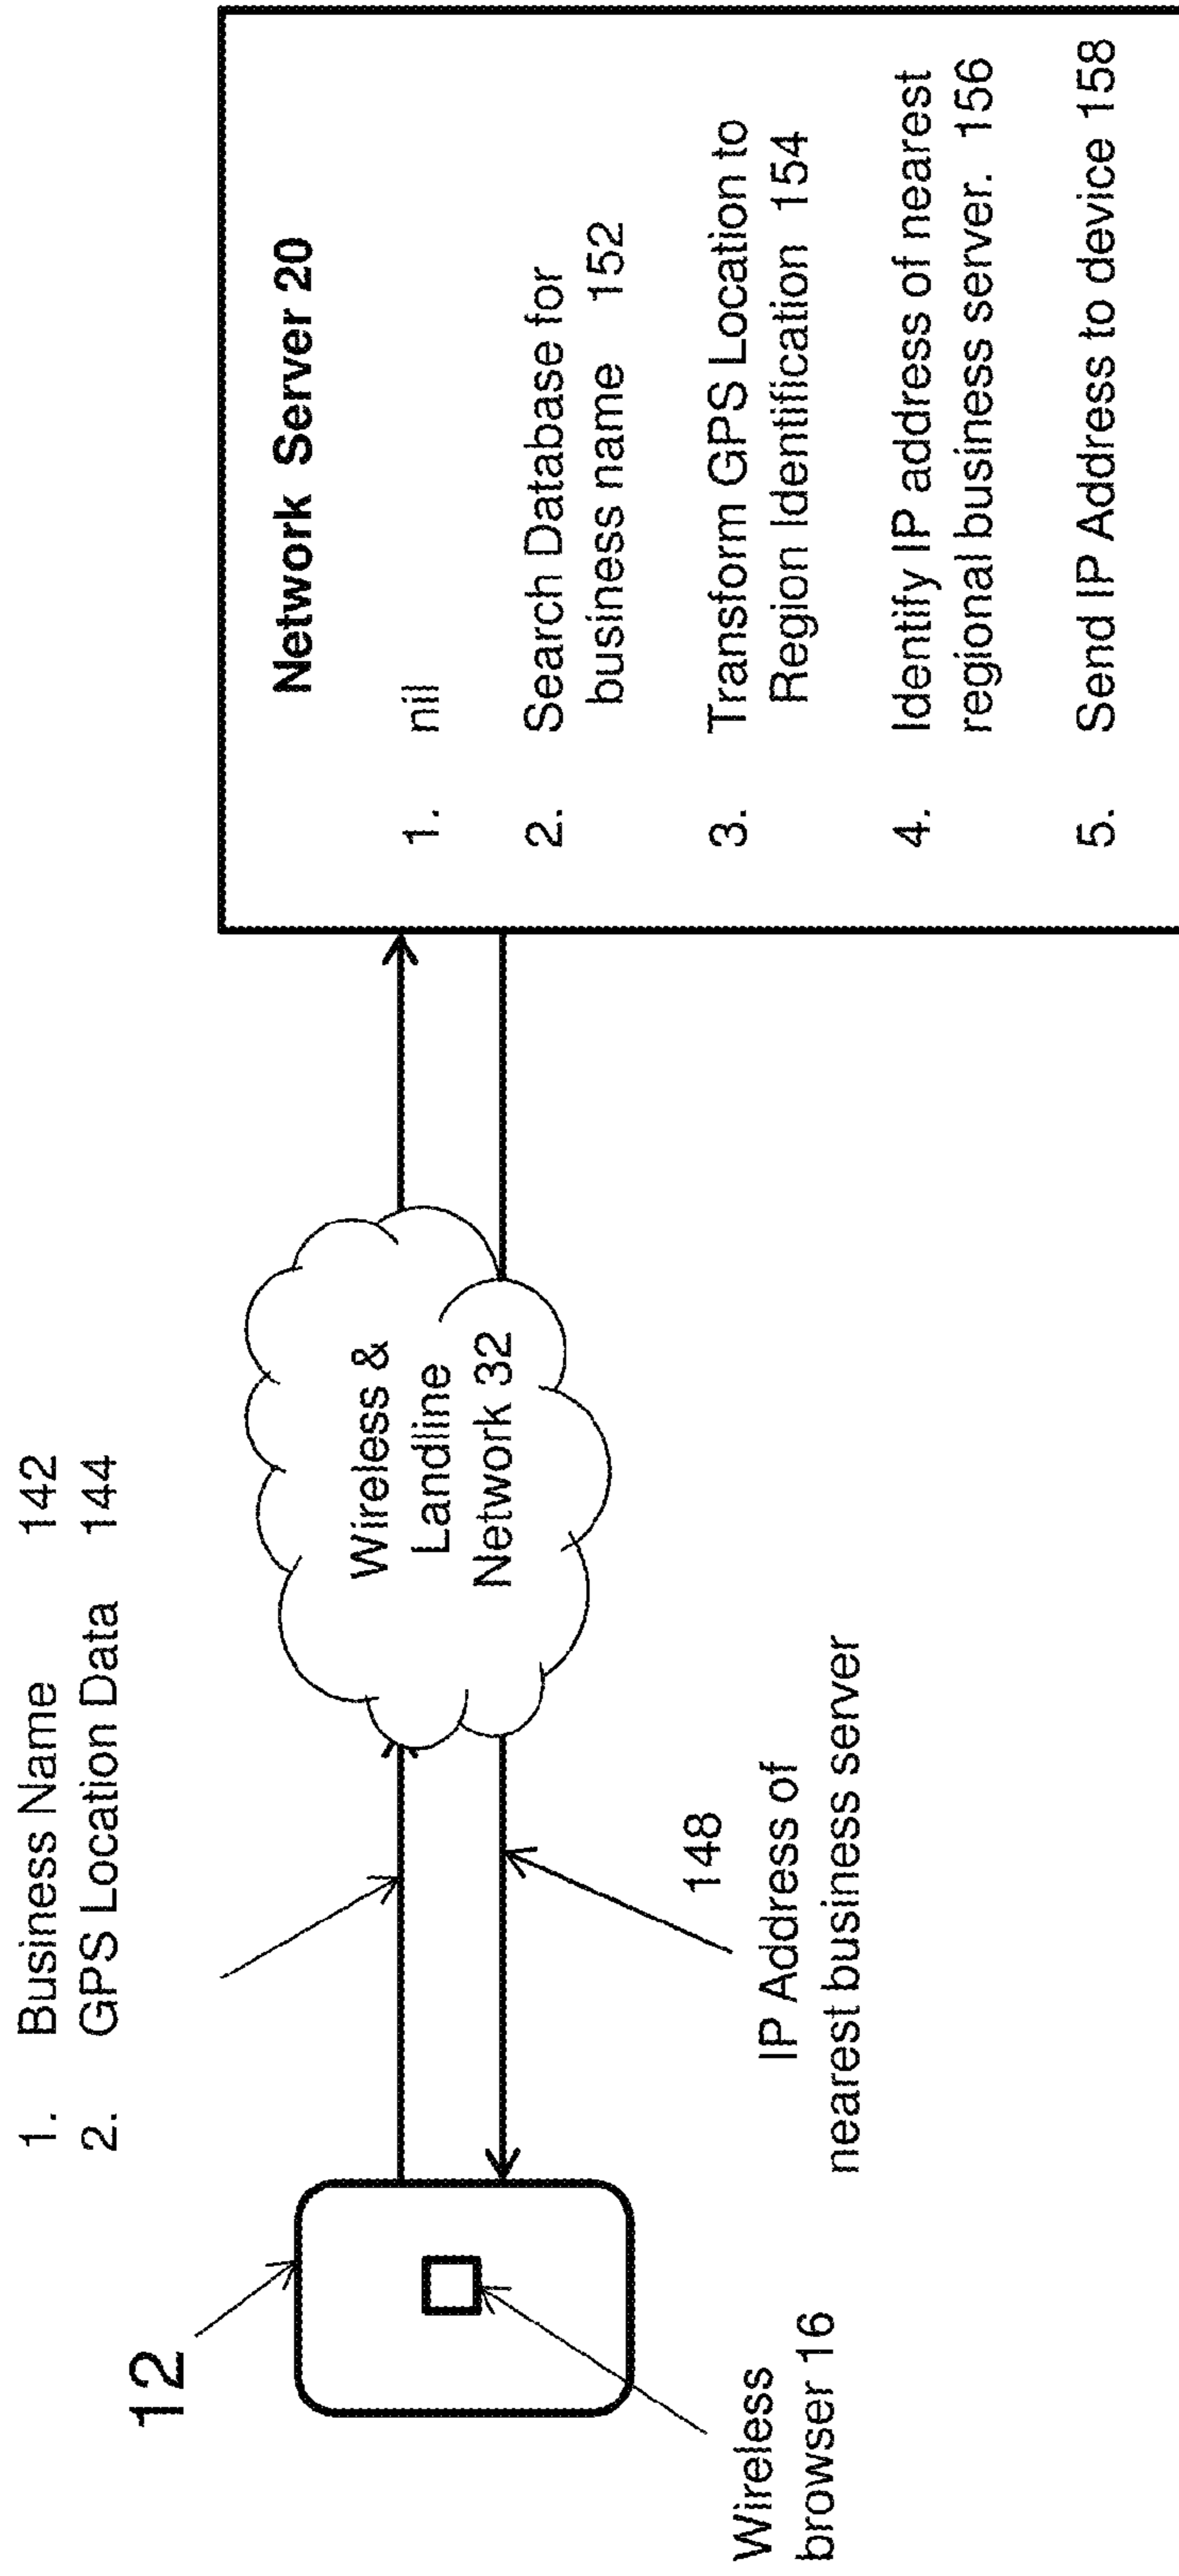 1. Business Name 142
2. GPS Location Data 144
12
Wireless
browser 16
148
IP Address of
nearest business server
Wireless &
Landline
Network 32
Network Server 20
1. nil
2. Search Database for
business name 152
3. Transform GPS Location to
Region Identification 154
4. Identify IP address of nearest
regional business server. 156
5. Send IP Address to device 158